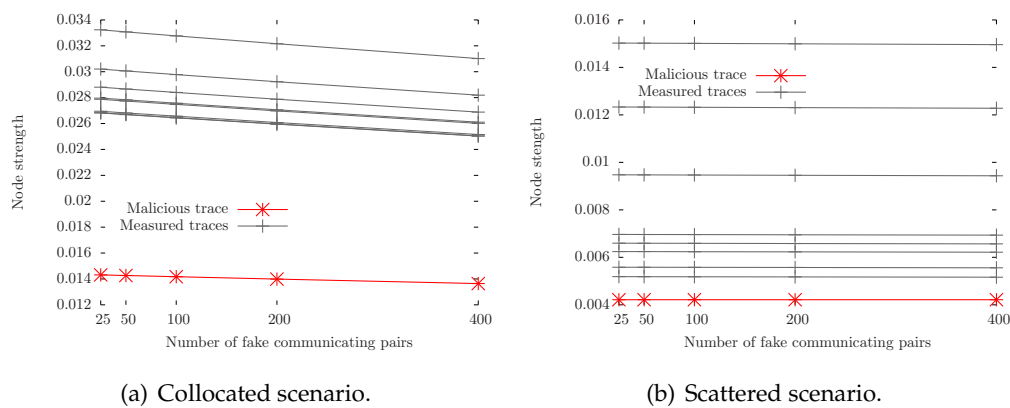 0.034
0.032
0.03
0.028
0.026
0.024
0.022
0.02
0.018
0.016
0.014
0.012
25 50 100 200 400
Node strength
Number of fake communicating pairs
Malicious trace
Measured traces
(a) Collocated scenario.
0.016
0.014
0.012
0.01
0.008
0.006
0.004
25 50 100 200 400
Node stength
Number of fake communicating pairs
Malicious trace
Measured traces
(b) Scattered scenario.